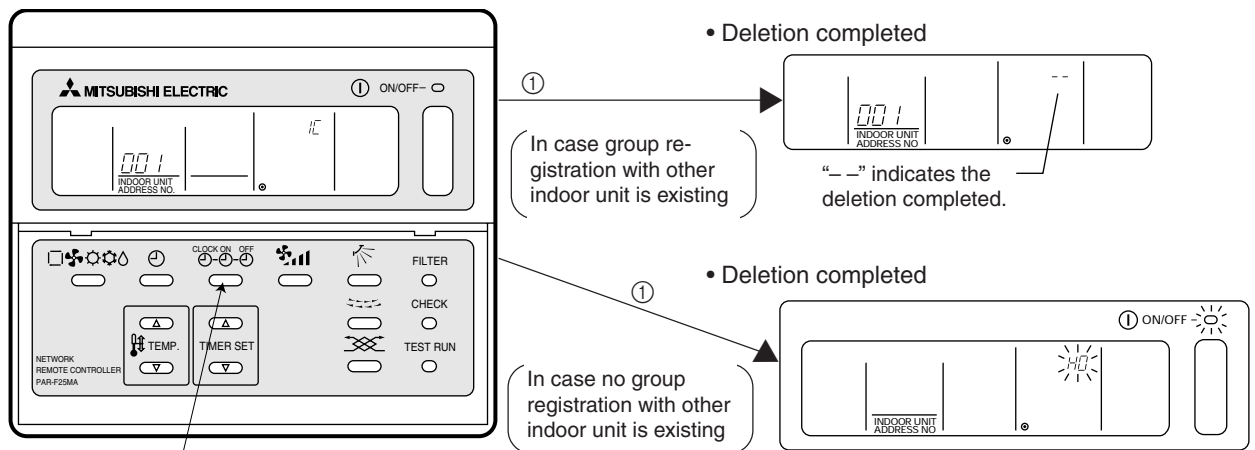 MITSUBISHI ELECTRIC
ON/OFF
001
INDOOR UNIT
ADDRESS NO.
1C
CLOCK ON OFF
FILTER
CHECK
TEST RUN
TEMP.
TIMER SET
NETWORK
REMOTE CONTROLLER
PAR-F25MA
①
In case group re-
gistration with other
indoor unit is existing
• Deletion completed
001
INDOOR UNIT
ADDRESS NO
--
“– –” indicates the
deletion completed.
①
In case no group
registration with other
indoor unit is existing
• Deletion completed
ON/OFF
H0
INDOOR UNIT
ADDRESS NO